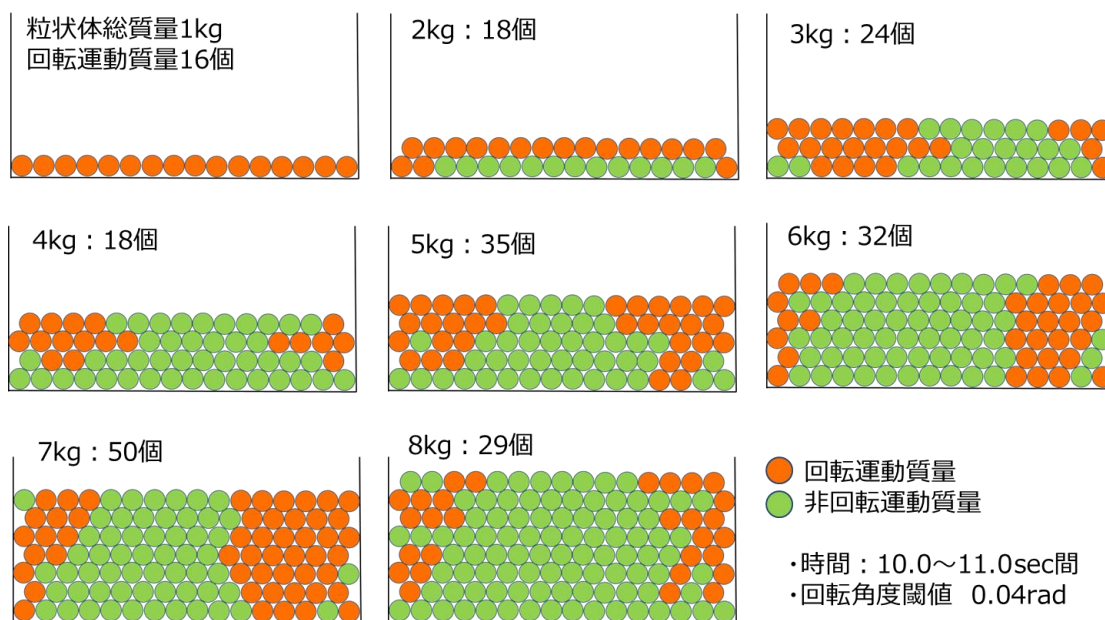 粒状体総質量1kg
回転運動質量16個
2kg：18個
3kg：24個
4kg：18個
5kg：35個
6kg：32個
7kg：50個
8kg：29個
回転運動質量
非回転運動質量
・時間：10.0～11.0sec間
・回転角度閾値 0.04rad